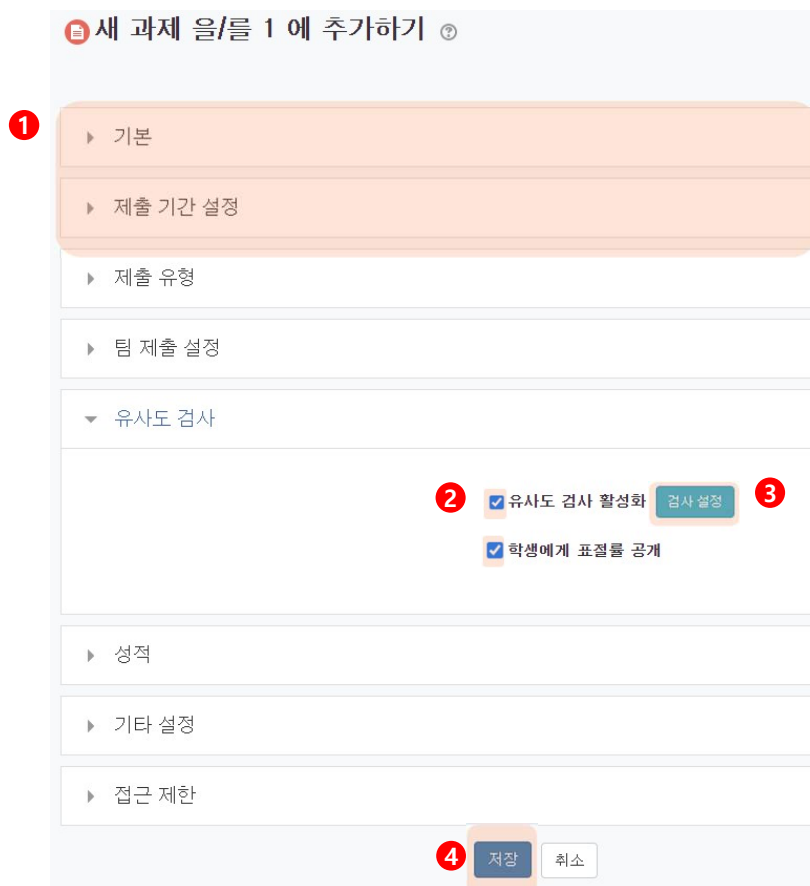 새 과제 을/를 1 에 추가하기 ?
1
기본
제출 기간 설정
제출 유형
팀 제출 설정
유사도 검사
2 유사도 검사 활성화 검사 설정 3
학생에게 표절률 공개
성적
기타 설정
접근 제한
4 저장 취소